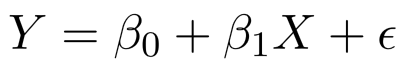 Y = β₀ + β₁X + ϵ